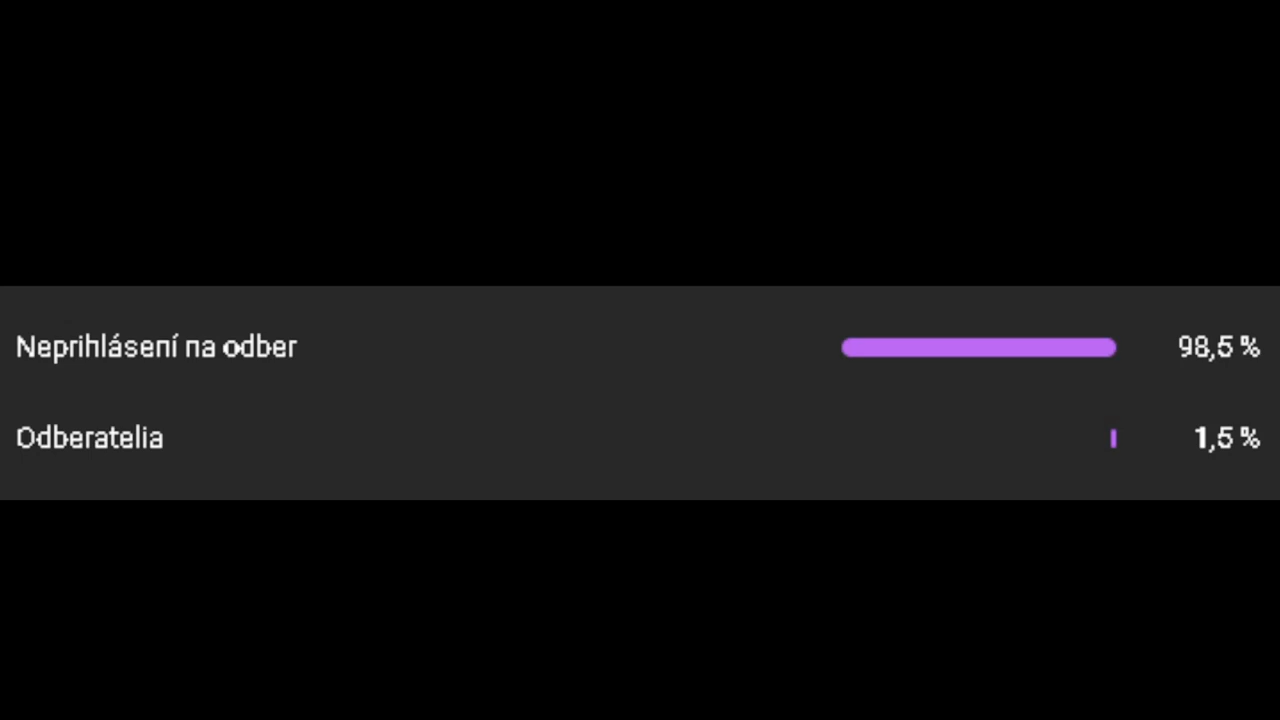 Neprihlásení na odber 98,5 %
Odberatelia 1,5 %